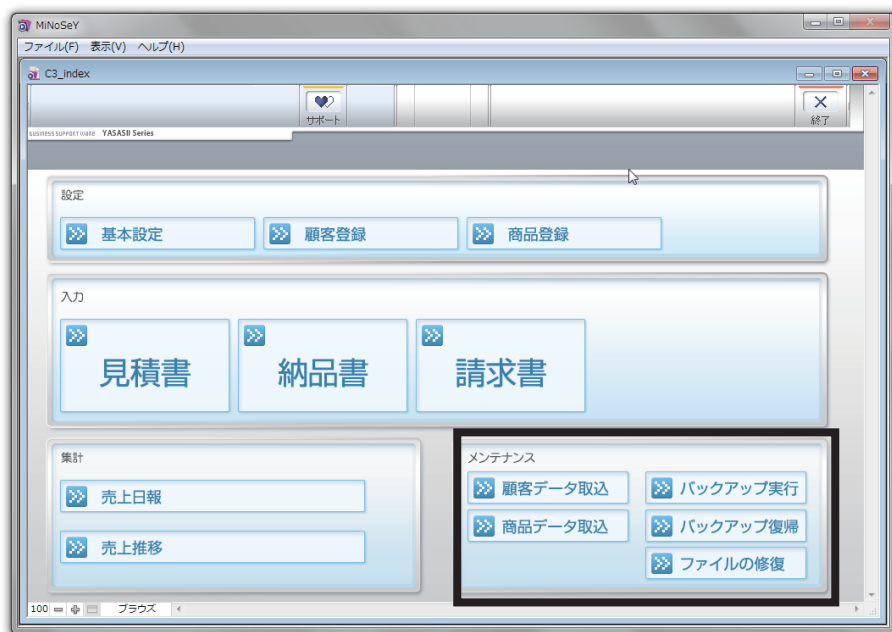 MiNoSeY
ファイル(F) 表示(V) ヘルプ(H)
C3_index
サポート
終了
BUSINESS SUPPORT WARE YASASII Series
設定
基本設定 顧客登録 商品登録
入力
見積書 納品書 請求書
集計
売上日報
売上推移
メンテナンス
顧客データ取込 バックアップ実行
商品データ取込 バックアップ復帰
ファイルの修復
100 ブラウズ